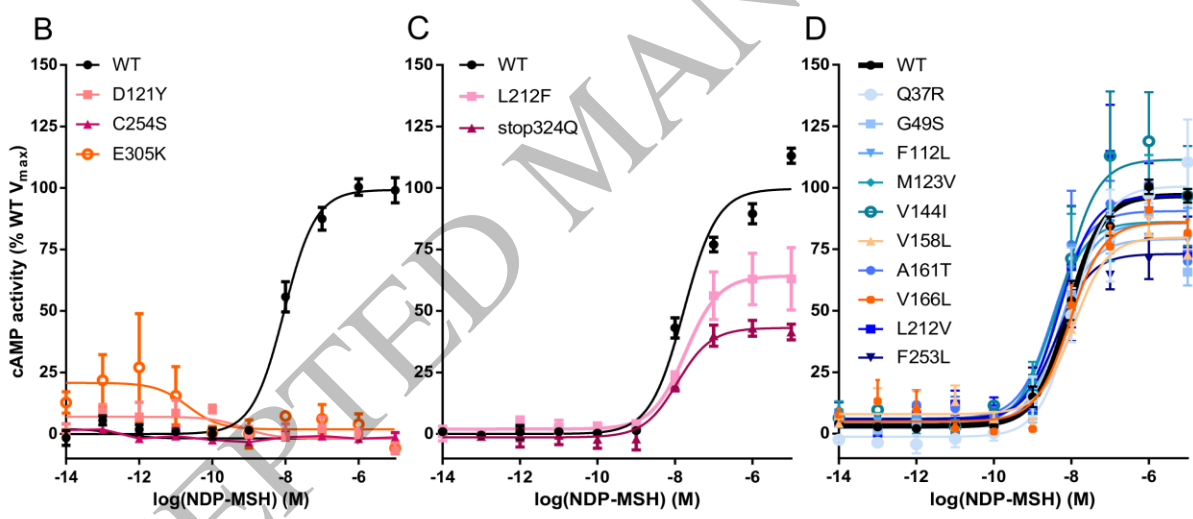 B
C
D
WT
D121Y
C254S
E305K
WT
L212F
stop324Q
WT
Q37R
G49S
F112L
M123V
V144I
V158L
A161T
V166L
L212V
F253L
cAMP activity (% WT Vmax)
150
125
100
75
50
25
0
-14 -12 -10 -8 -6
log(NDP-MSH) (M)
150
125
100
75
50
25
0
-14 -12 -10 -8 -6
log(NDP-MSH) (M)
150
125
100
75
50
25
0
-14 -12 -10 -8 -6
log(NDP-MSH) (M)
EPTED MAN